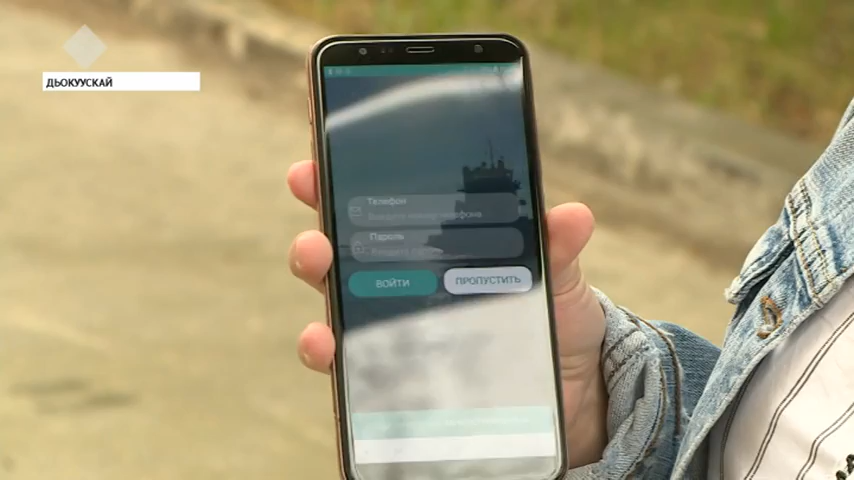 ДЬОКУУСКАЙ
Телефон
Введите номер телефона
Пароль
ВОЙТИ
ПРОПУСТИТЬ